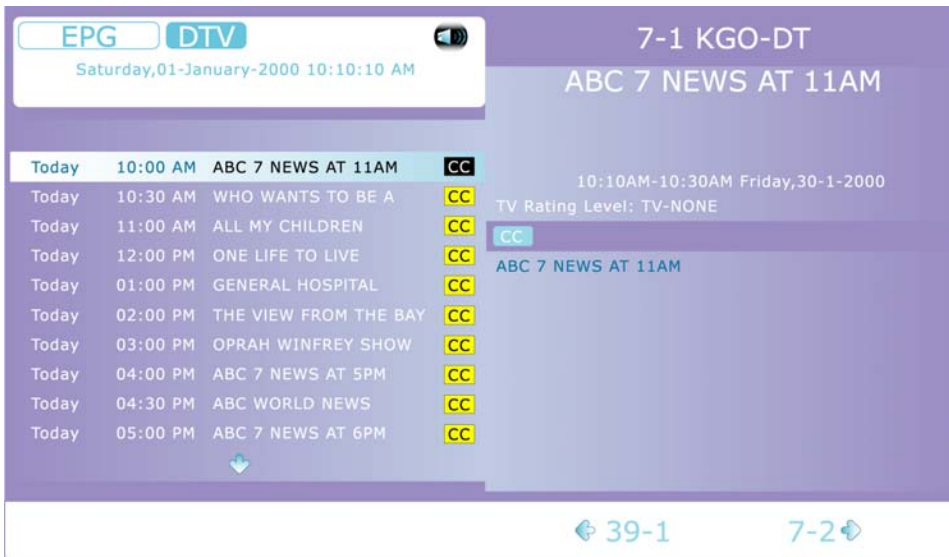 EPG DTV
Saturday,01-January-2000 10:10:10 AM
Today 10:00 AM ABC 7 NEWS AT 11AM CC
Today 10:30 AM WHO WANTS TO BE A CC
Today 11:00 AM ALL MY CHILDREN CC
Today 12:00 PM ONE LIFE TO LIVE CC
Today 01:00 PM GENERAL HOSPITAL CC
Today 02:00 PM THE VIEW FROM THE BAY CC
Today 03:00 PM OPRAH WINFREY SHOW CC
Today 04:00 PM ABC 7 NEWS AT 5PM CC
Today 04:30 PM ABC WORLD NEWS CC
Today 05:00 PM ABC 7 NEWS AT 6PM CC
7-1 KGO-DT
ABC 7 NEWS AT 11AM
10:10AM-10:30AM Friday,30-1-2000
TV Rating Level: TV-NONE
CC
ABC 7 NEWS AT 11AM
39-1 7-2